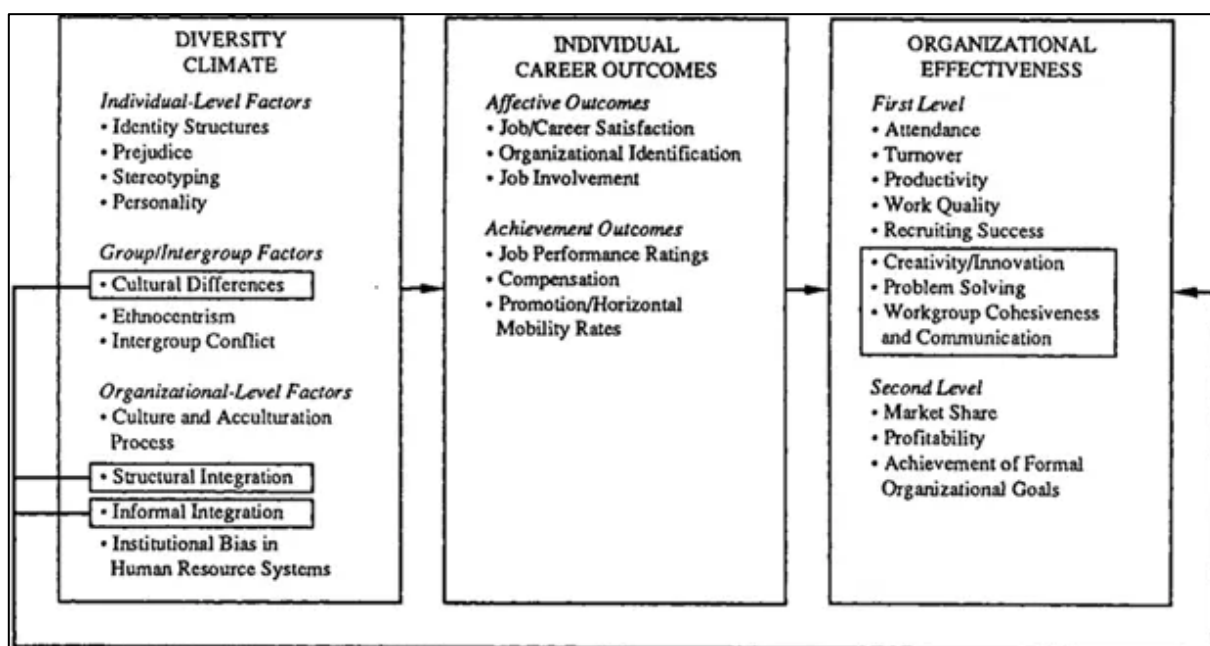 DIVERSITY
CLIMATE
Individual-Level Factors
• Identity Structures
• Prejudice
• Stereotyping
• Personality
Group/Intergroup Factors
• Cultural Differences
• Ethnocentrism
• Intergroup Conflict
Organizational-Level Factors
• Culture and Acculturation
Process
• Structural Integration
• Informal Integration
• Institutional Bias in
Human Resource Systems
INDIVIDUAL
CAREER OUTCOMES
Affective Outcomes
• Job/Career Satisfaction
• Organizational Identification
• Job Involvement
Achievement Outcomes
• Job Performance Ratings
• Compensation
• Promotion/Horizontal
Mobility Rates
ORGANIZATIONAL
EFFECTIVENESS
First Level
• Attendance
• Turnover
• Productivity
• Work Quality
• Recruiting Success
• Creativity/Innovation
• Problem Solving
• Workgroup Cohesiveness
and Communication
Second Level
• Market Share
• Profitability
• Achievement of Formal
Organizational Goals